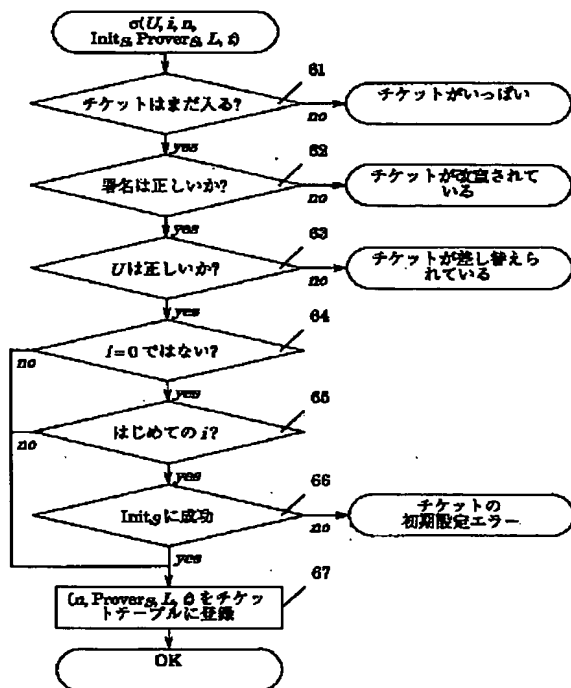 σ(U, i, n,
Init𝒮, Prover𝒮, L, t)
61
チケットはまだ入る?
no
チケットがいっぱい
yes
62
署名は正しいか?
no
チケットが改竄されて
いる
yes
63
Uは正しいか?
no
チケットが差し替えら
れている
yes
64
i=0 ではない?
no
yes
65
はじめての i?
no
yes
66
Init𝒮に成功
no
チケットの
初期設定エラー
yes
67
(n, Prover𝒮, L, t) をチケッ
トテーブルに登録
OK